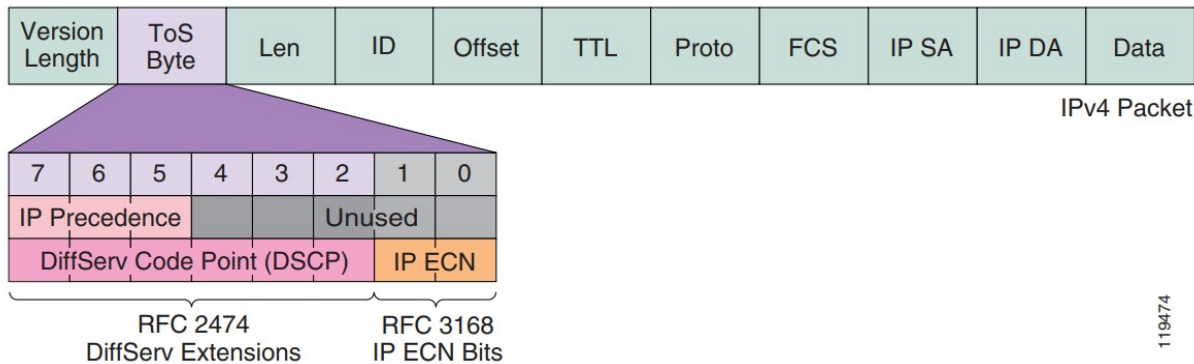 Version Length ToS Byte Len ID Offset TTL Proto FCS IP SA IP DA Data
IPv4 Packet
7 6 5 4 3 2 1 0
IP Precedence Unused
DiffServ Code Point (DSCP) IP ECN
RFC 2474 RFC 3168
DiffServ Extensions IP ECN Bits
119474